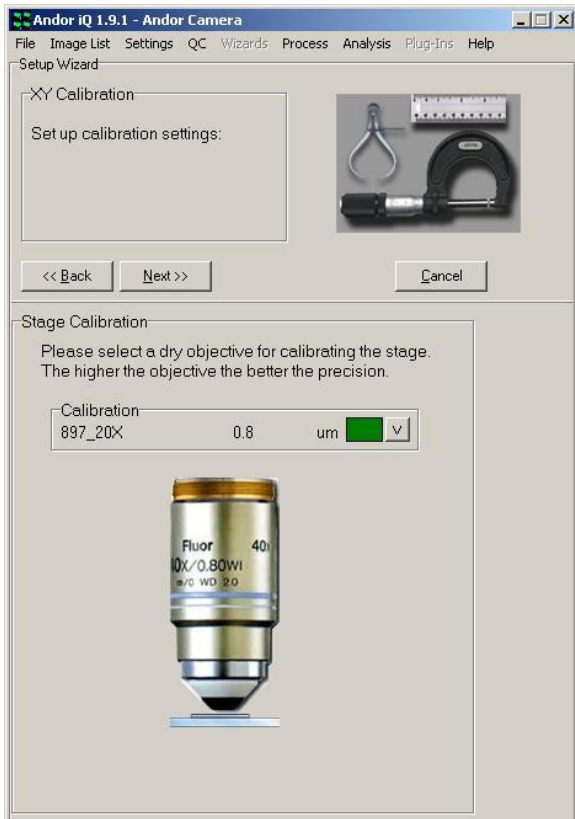 Andor iQ 1.9.1 - Andor Camera
File Image List Settings QC Wizards Process Analysis Plug-Ins Help
Setup Wizard
XY Calibration
Set up calibration settings:
<< Back Next >> Cancel
Stage Calibration
Please select a dry objective for calibrating the stage.
The higher the objective the better the precision.
Calibration
897_20X 0.8 um V
Fluor 40x
40x/0.80WI
WD 2.0